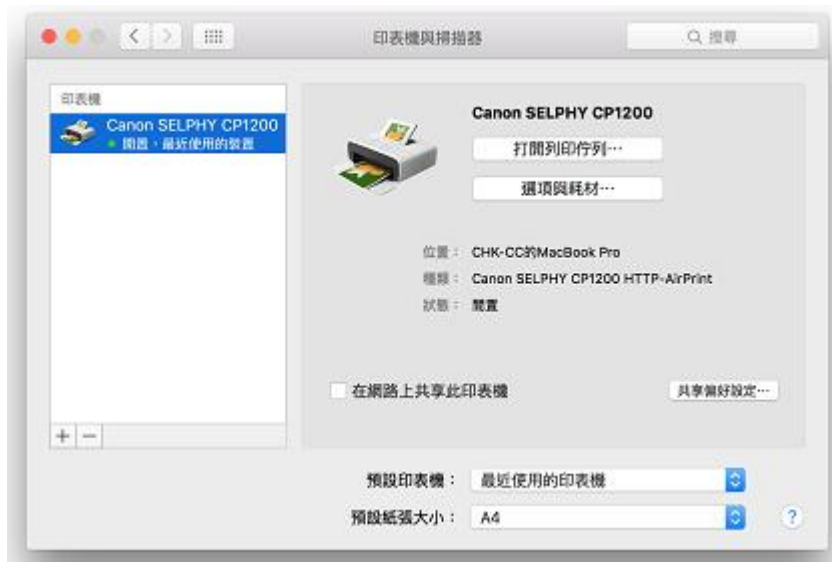 印表機與掃描器
搜尋
印表機
Canon SELPHY CP1200
閒置，最近使用的裝置
Canon SELPHY CP1200
打開列印佇列…
選項與耗材…
位置： CHK-CC的MacBook Pro
種類： Canon SELPHY CP1200 HTTP-AirPrint
狀態： 閒置
在網路上共享此印表機
共享偏好設定…
+ −
預設印表機： 最近使用的印表機
預設紙張大小： A4
?